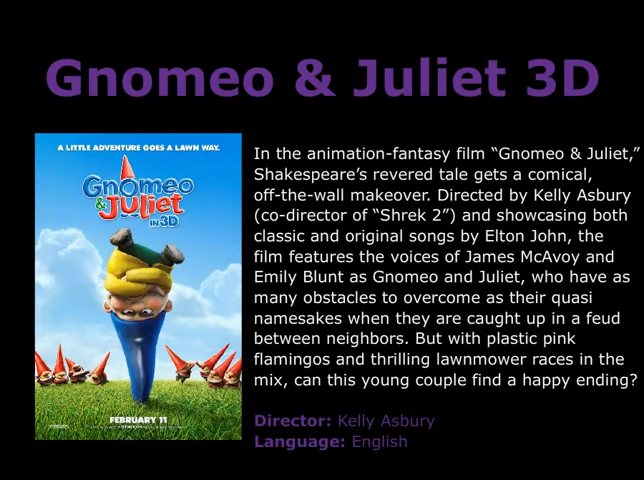 Gnomeo & Juliet 3D
A LITTLE ADVENTURE GOES A LAWN WAY.
Gnomeo
& Juliet
IN 3D
FEBRUARY 11
In the animation-fantasy film “Gnomeo & Juliet,”
Shakespeare’s revered tale gets a comical,
off-the-wall makeover. Directed by Kelly Asbury
(co-director of “Shrek 2”) and showcasing both
classic and original songs by Elton John, the
film features the voices of James McAvoy and
Emily Blunt as Gnomeo and Juliet, who have as
many obstacles to overcome as their quasi
namesakes when they are caught up in a feud
between neighbors. But with plastic pink
flamingos and thrilling lawnmower races in the
mix, can this young couple find a happy ending?
Director: Kelly Asbury
Language: English